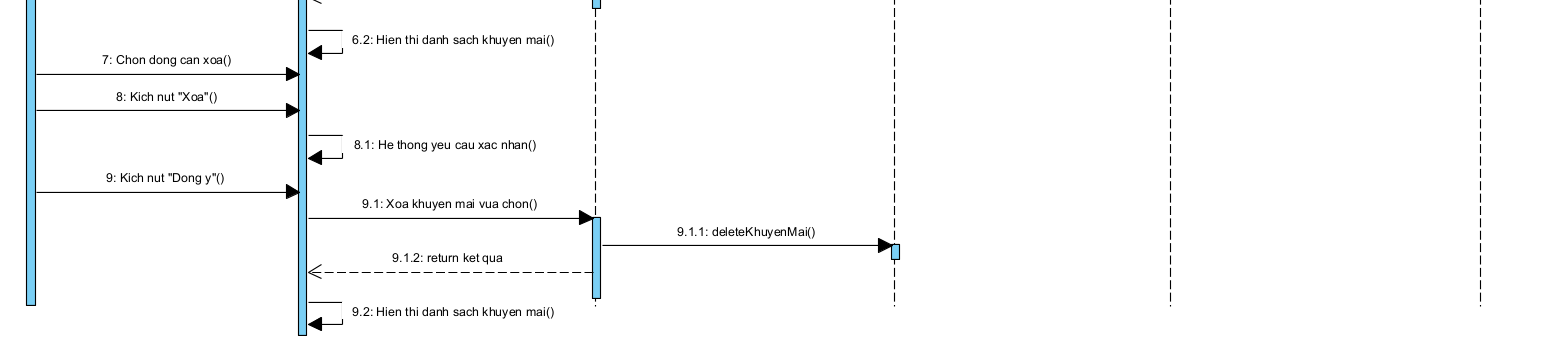 6.2: Hien thi danh sach khuyen mai()
7: Chon dong can xoa()
8: Kich nut "Xoa"()
8.1: He thong yeu cau xac nhan()
9: Kich nut "Dong y"()
9.1: Xoa khuyen mai vua chon()
9.1.1: deleteKhuyenMai()
9.1.2: return ket qua
9.2: Hien thi danh sach khuyen mai()